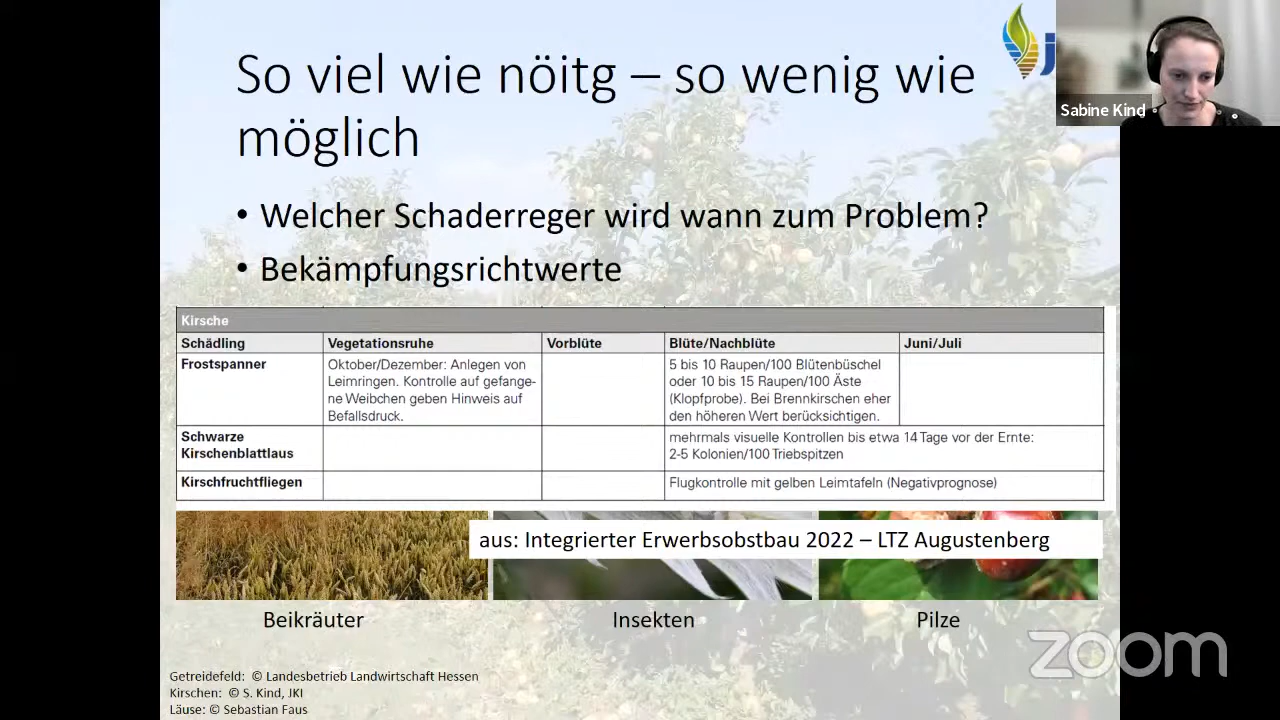 So viel wie nöitg – so wenig wie
möglich
J
Sabine Kind
• Welcher Schaderreger wird wann zum Problem?
• Bekämpfungsrichtwerte
Kirsche
Schädling Vegetationsruhe Vorblüte Blüte/Nachblüte Juni/Juli
Frostspanner Oktober/Dezember: Anlegen von 5 bis 10 Raupen/100 Blütenbüschel
Leimringen. Kontrolle auf gefange- oder 10 bis 15 Raupen/100 Äste
ne Weibchen geben Hinweis auf (Klopfprobe). Bei Brennkirschen eher
Befallsdruck. den höheren Wert berücksichtigen.
Schwarze mehrmals visuelle Kontrollen bis etwa 14 Tage vor der Ernte:
Kirschenblattlaus 2-5 Kolonien/100 Triebspitzen
Kirschfruchtfliegen Flugkontrolle mit gelben Leimtafeln (Negativprognose)
aus: Integrierter Erwerbsobstbau 2022 – LTZ Augustenberg
Beikräuter Insekten Pilze
zoom
Getreidefeld: © Landesbetrieb Landwirtschaft Hessen
Kirschen: © S. Kind, JKI
Läuse: © Sebastian Faus